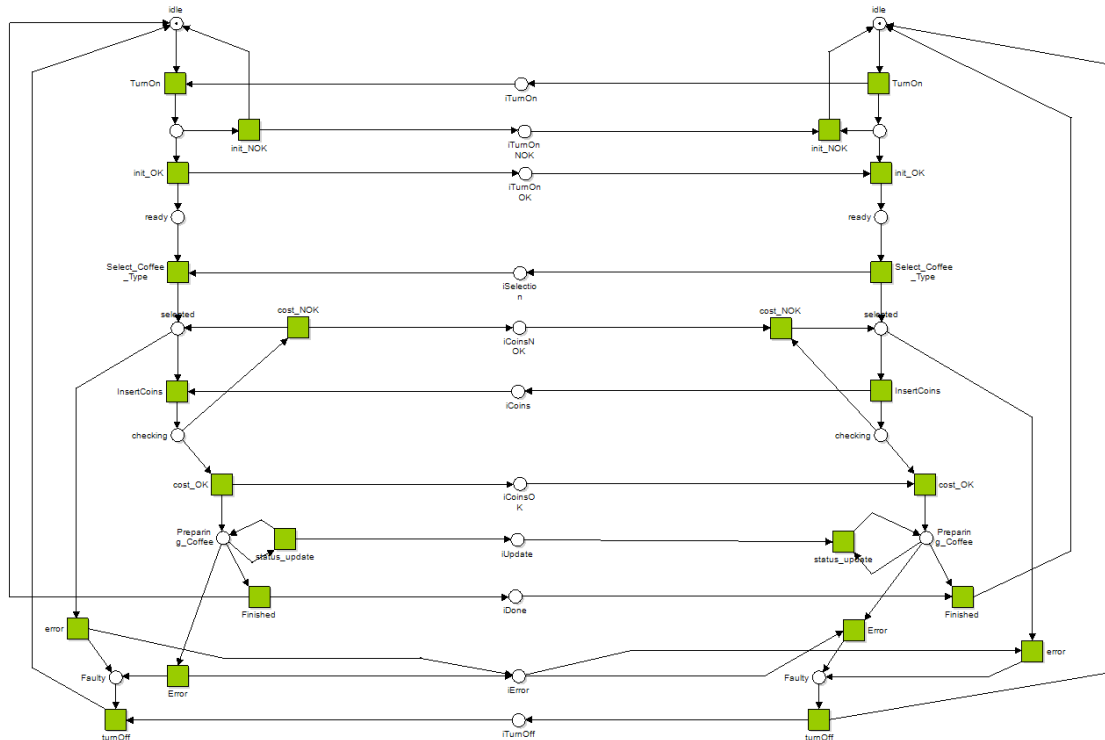 idle
idle
TurnOn
iTurnOn
TurnOn
init_NOK
iTurnOn
NOK
init_NOK
init_OK
iTurnOn
OK
init_OK
ready
ready
Select_Coffee
_Type
iSelectio
n
Select_Coffee
_Type
selected
cost_NOK
iCoinsN
OK
cost_NOK
selected
InsertCoins
iCoins
InsertCoins
checking
checking
cost_OK
iCoinsO
K
cost_OK
Preparin
g_Coffee
status_update
iUpdate
status_update
Preparin
g_Coffee
Finished
iDone
Finished
error
Error
error
Faulty
Error
iError
Faulty
turnOff
iTurnOff
turnOff